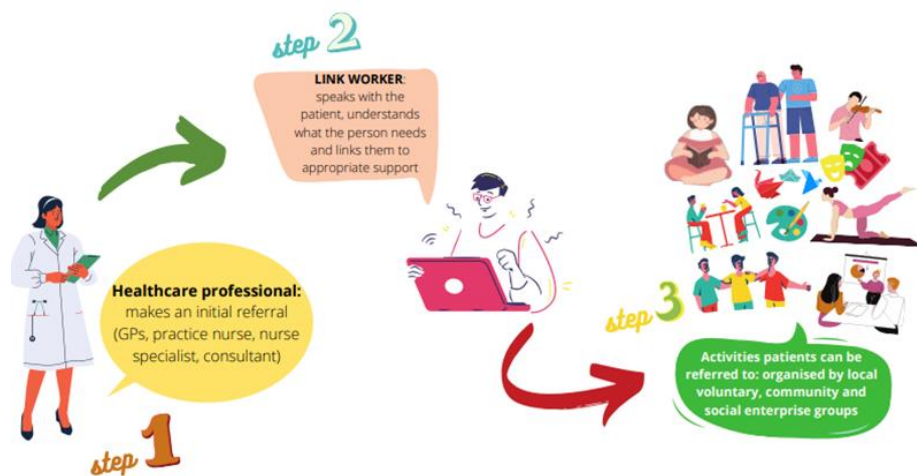 step 1
Healthcare professional:
makes an initial referral
(GPs, practice nurse, nurse
specialist, consultant)
step 2
LINK WORKER:
speaks with the
patient, understands
what the person needs
and links them to
appropriate support
step 3
Activities patients can be
referred to: organised by local
voluntary, community and
social enterprise groups